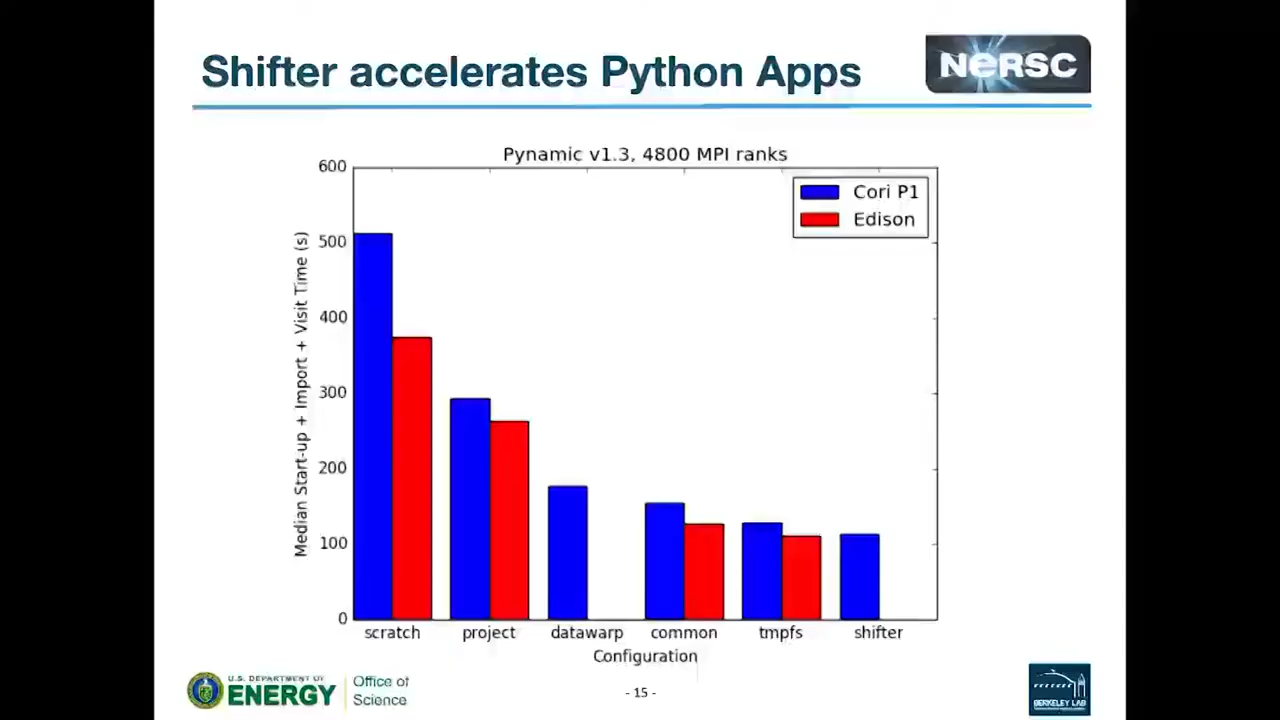 Shifter accelerates Python Apps
NERSC
Pynamic v1.3, 4800 MPI ranks
600
500
400
300
200
100
0
Median Start-up + Import + Visit Time (s)
Cori P1
Edison
scratch project datawarp common tmpfs shifter
Configuration
U.S. DEPARTMENT OF
ENERGY
Office of
Science
- 15 -
BERKELEY LAB